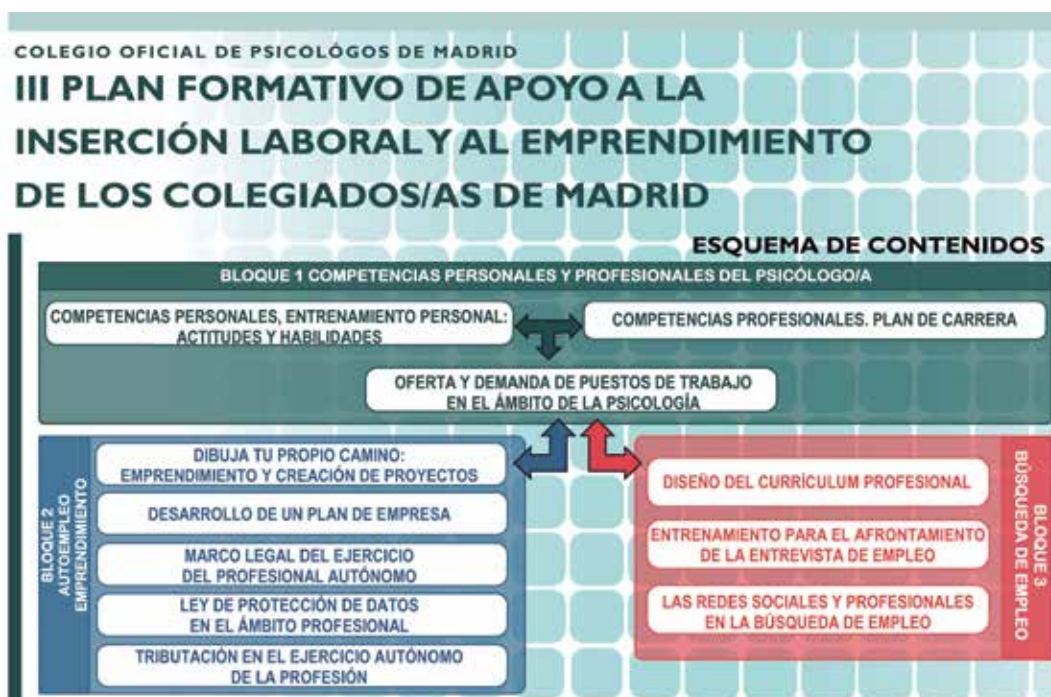 COLEGIO OFICIAL DE PSICOLÓGOS DE MADRID
III PLAN FORMATIVO DE APOYO A LA
INSERCIÓN LABORAL Y AL EMPRENDIMIENTO
DE LOS COLEGIADOS/AS DE MADRID
ESQUEMA DE CONTENIDOS
BLOQUE 1 COMPETENCIAS PERSONALES Y PROFESIONALES DEL PSICÓLOGO/A
COMPETENCIAS PERSONALES, ENTRENAMIENTO PERSONAL:
ACTITUDES Y HABILIDADES
COMPETENCIAS PROFESIONALES. PLAN DE CARRERA
OFERTA Y DEMANDA DE PUESTOS DE TRABAJO
EN EL ÁMBITO DE LA PSICOLOGÍA
BLOQUE 2
AUTOEMPLEO
EMPRENDIMIENTO
DIBUJA TU PROPIO CAMINO:
EMPRENDIMIENTO Y CREACIÓN DE PROYECTOS
DESARROLLO DE UN PLAN DE EMPRESA
MARCO LEGAL DEL EJERCICIO
DEL PROFESIONAL AUTÓNOMO
LEY DE PROTECCIÓN DE DATOS
EN EL ÁMBITO PROFESIONAL
TRIBUTACIÓN EN EL EJERCICIO AUTÓNOMO
DE LA PROFESIÓN
BLOQUE 3
BÚSQUEDA DE EMPLEO
DISEÑO DEL CURRÍCULUM PROFESIONAL
ENTRENAMIENTO PARA EL AFRONTAMIENTO
DE LA ENTREVISTA DE EMPLEO
LAS REDES SOCIALES Y PROFESIONALES
EN LA BÚSQUEDA DE EMPLEO